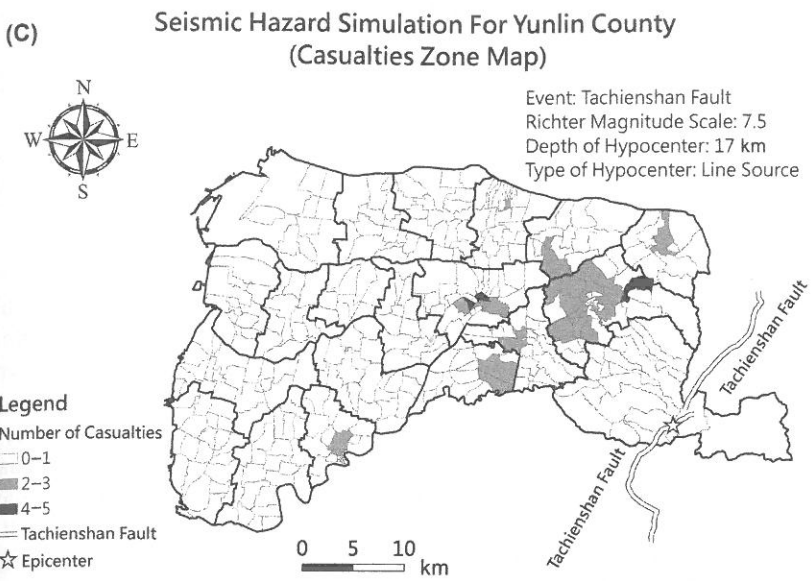 (C)
Seismic Hazard Simulation For Yunlin County
(Casualties Zone Map)
N
W
E
S
Event: Tachienshan Fault
Richter Magnitude Scale: 7.5
Depth of Hypocenter: 17 km
Type of Hypocenter: Line Source
Tachienshan Fault
Tachienshan Fault
Legend
Number of Casualties
0–1
2–3
4–5
Tachienshan Fault
Epicenter
0 5 10
km